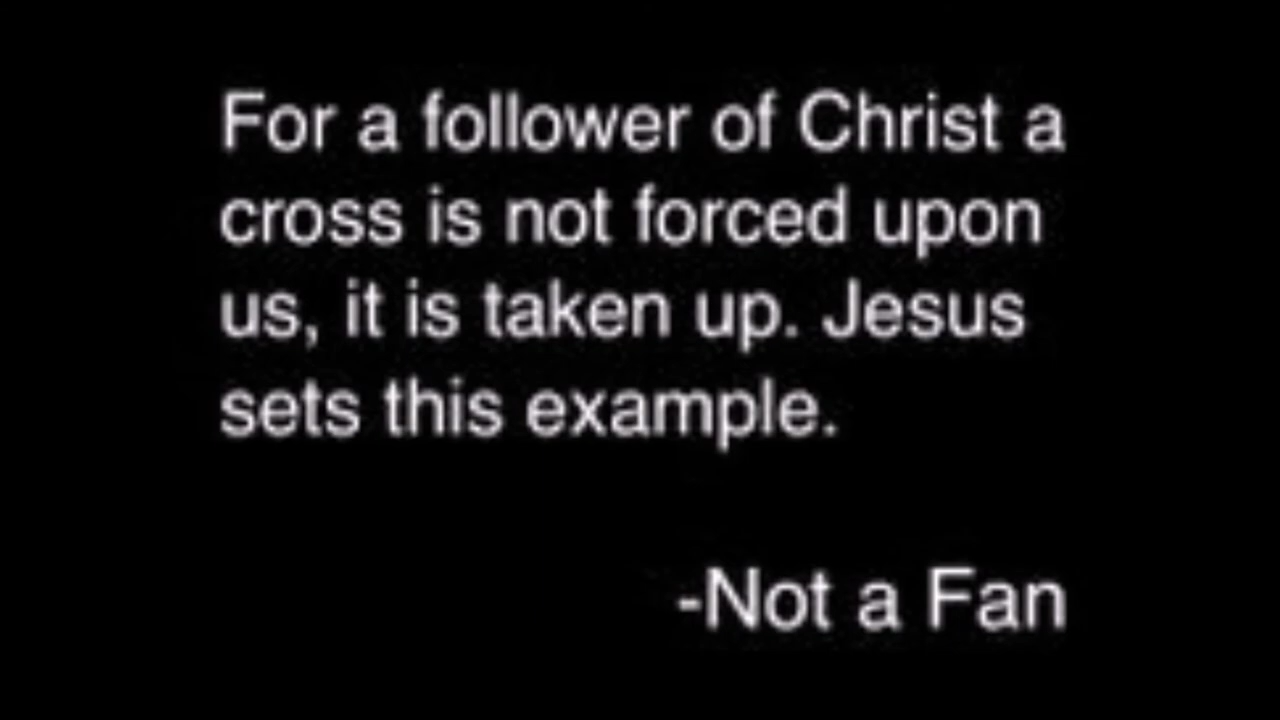 For a follower of Christ a
cross is not forced upon
us, it is taken up. Jesus
sets this example.
-Not a Fan